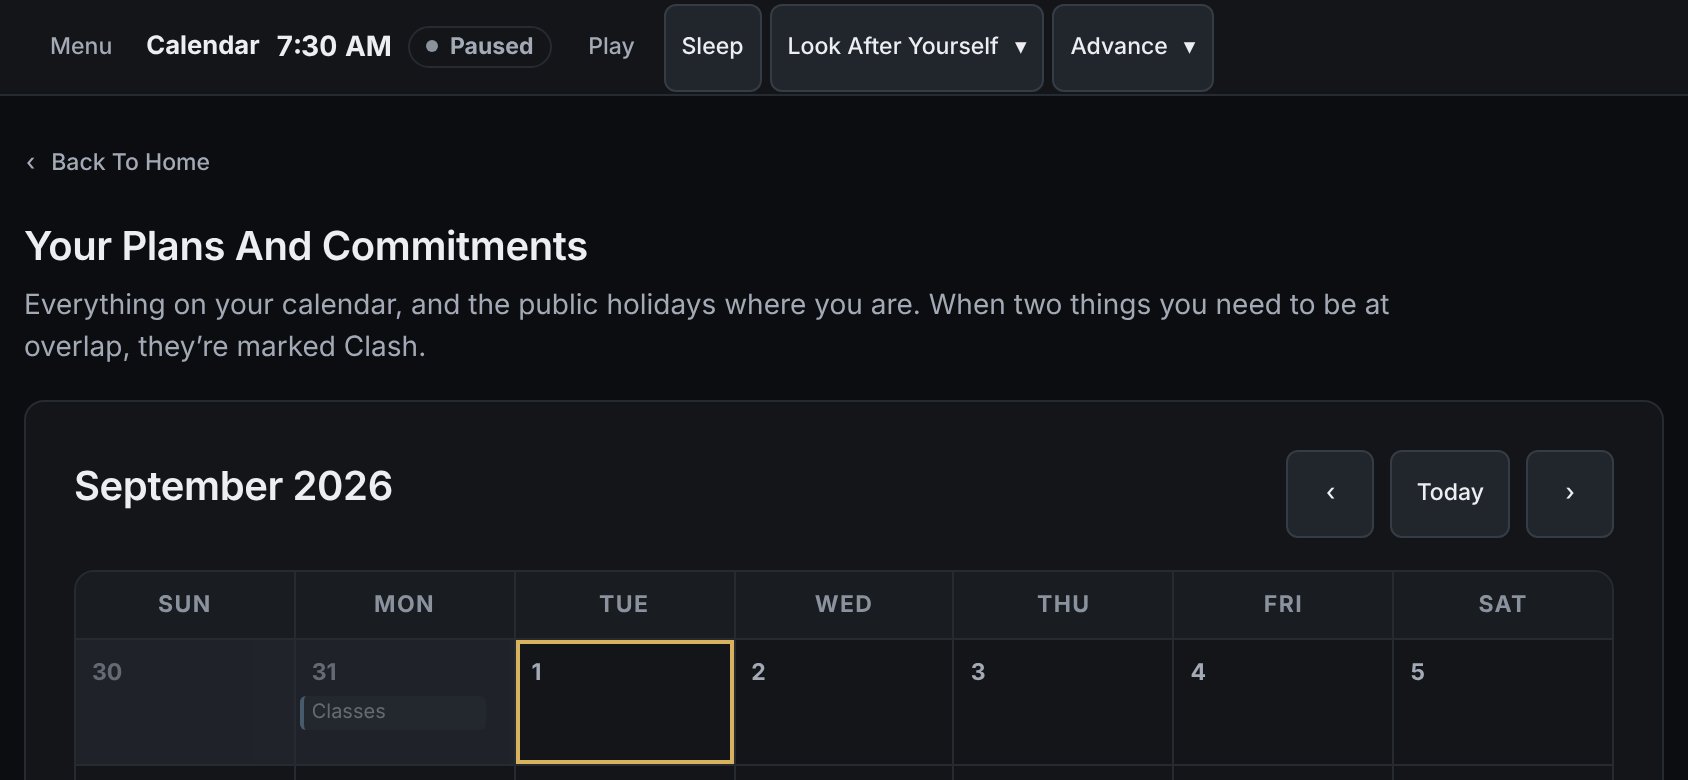 Menu Calendar 7:30 AM Paused Play Sleep Look After Yourself ▼ Advance ▼
‹ Back To Home
Your Plans And Commitments
Everything on your calendar, and the public holidays where you are. When two things you need to be at
overlap, they’re marked Clash.
September 2026 ‹ Today ›
SUN MON TUE WED THU FRI SAT
30 31 1 2 3 4 5
Classes